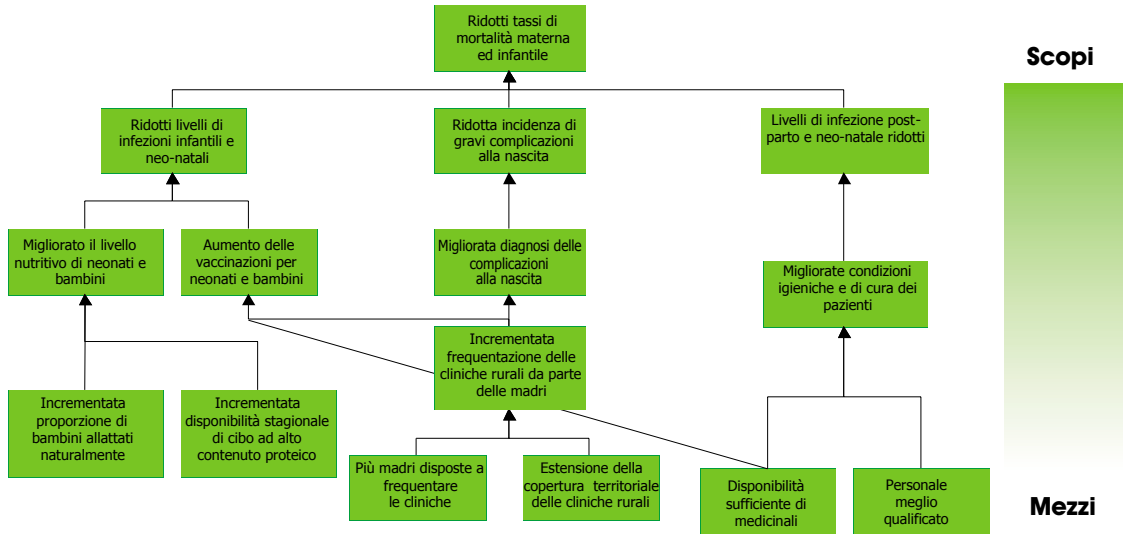 Ridotti tassi di
mortalità materna
ed infantile
Scopi
Ridotti livelli di
infezioni infantili e
neo-natali
Ridotta incidenza di
gravi complicazioni
alla nascita
Livelli di infezione post-
parto e neo-natale ridotti
Migliorato il livello
nutritivo di neonati e
bambini
Aumento delle
vaccinazioni per
neonati e bambini
Migliorata diagnosi delle
complicazioni
alla nascita
Migliorate condizioni
igieniche e di cura dei
pazienti
Incrementata
frequentazione delle
cliniche rurali da parte
delle madri
Incrementata
proporzione di
bambini allattati
naturalmente
Incrementata
disponibilità stagionale
di cibo ad alto
contenuto proteico
Più madri disposte a
frequentare
le cliniche
Estensione della
copertura territoriale
delle cliniche rurali
Disponibilità
sufficiente di
medicinali
Personale
meglio
qualificato
Mezzi